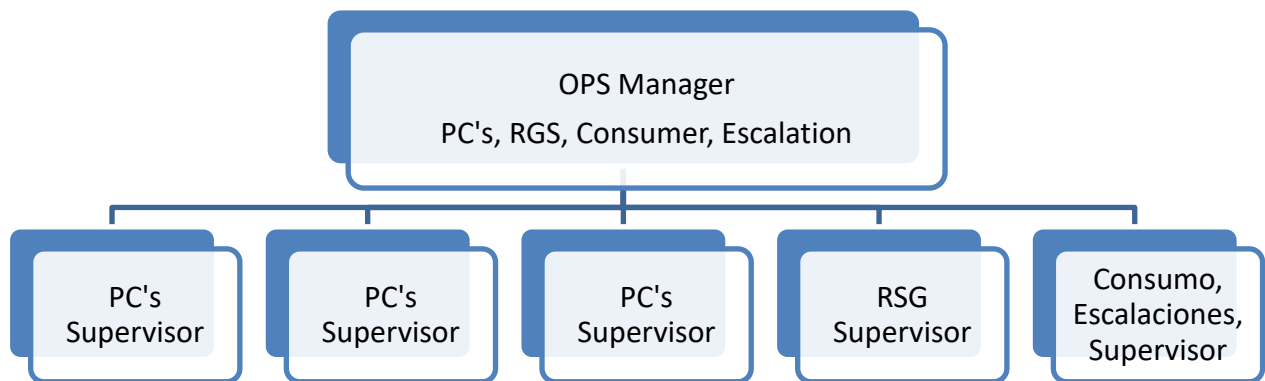 OPS Manager
PC's, RGS, Consumer, Escalation
PC's
Supervisor
PC's
Supervisor
PC's
Supervisor
RSG
Supervisor
Consumo,
Escalaciones,
Supervisor